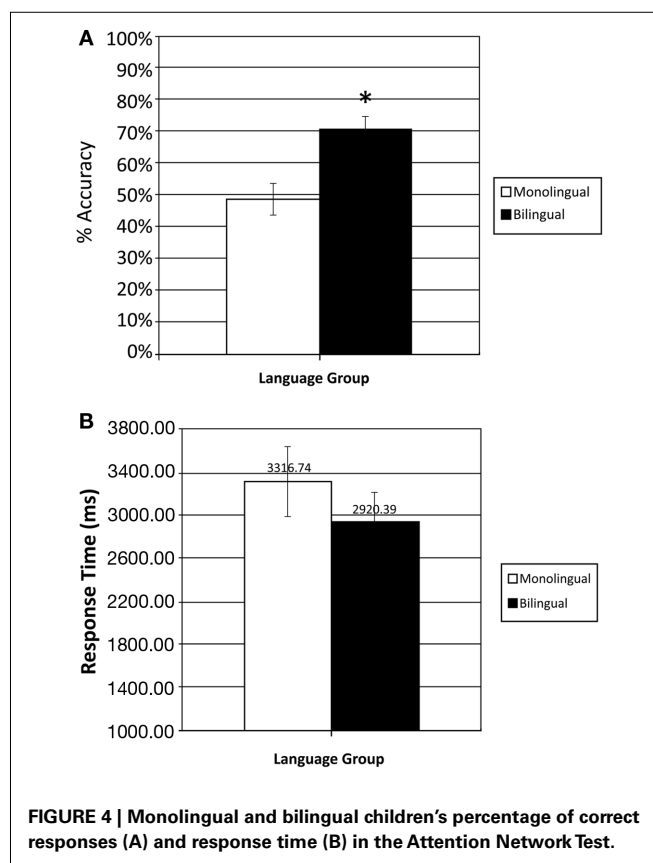 A
100%
90%
80%
*
70%
60%
50%
40%
30%
20%
10%
0%
% Accuracy
Monolingual
Bilingual
Language Group
B
3800.00
3400.00
3000.00
2600.00
2200.00
1800.00
1400.00
1000.00
Response Time (ms)
3316.74
2920.39
Monolingual
Bilingual
Language Group
FIGURE 4 | Monolingual and bilingual children’s percentage of correct
responses (A) and response time (B) in the Attention Network Test.